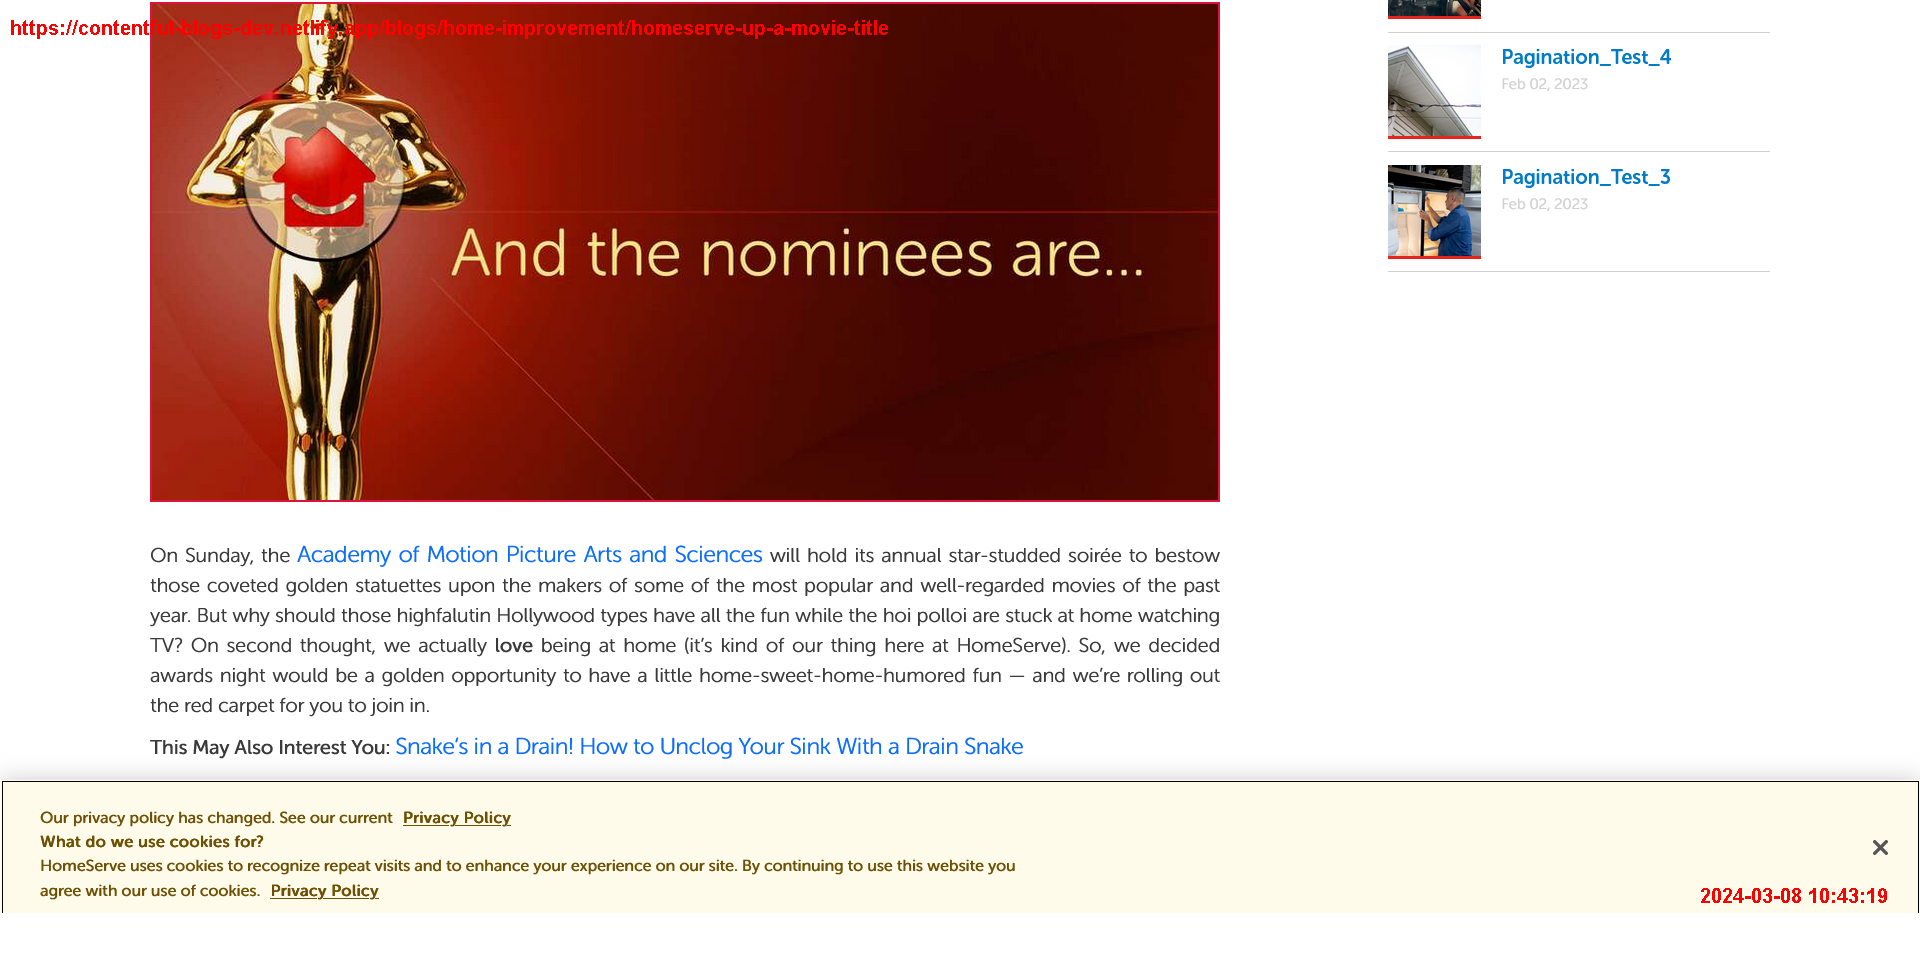 https://contentful-blogs-dev.netlify.app/blogs/home-improvement/homeserve-up-a-movie-title
And the nominees are...
Pagination_Test_4
Feb 02, 2023
Pagination_Test_3
Feb 02, 2023
On Sunday, the Academy of Motion Picture Arts and Sciences will hold its annual star-studded soirée to bestow
those coveted golden statuettes upon the makers of some of the most popular and well-regarded movies of the past
year. But why should those highfalutin Hollywood types have all the fun while the hoi polloi are stuck at home watching
TV? On second thought, we actually love being at home (it’s kind of our thing here at HomeServe). So, we decided
awards night would be a golden opportunity to have a little home-sweet-home-humored fun — and we’re rolling out
the red carpet for you to join in.
This May Also Interest You: Snake’s in a Drain! How to Unclog Your Sink With a Drain Snake
Our privacy policy has changed. See our current Privacy Policy
What do we use cookies for?
HomeServe uses cookies to recognize repeat visits and to enhance your experience on our site. By continuing to use this website you
agree with our use of cookies. Privacy Policy
2024-03-08 10:43:19